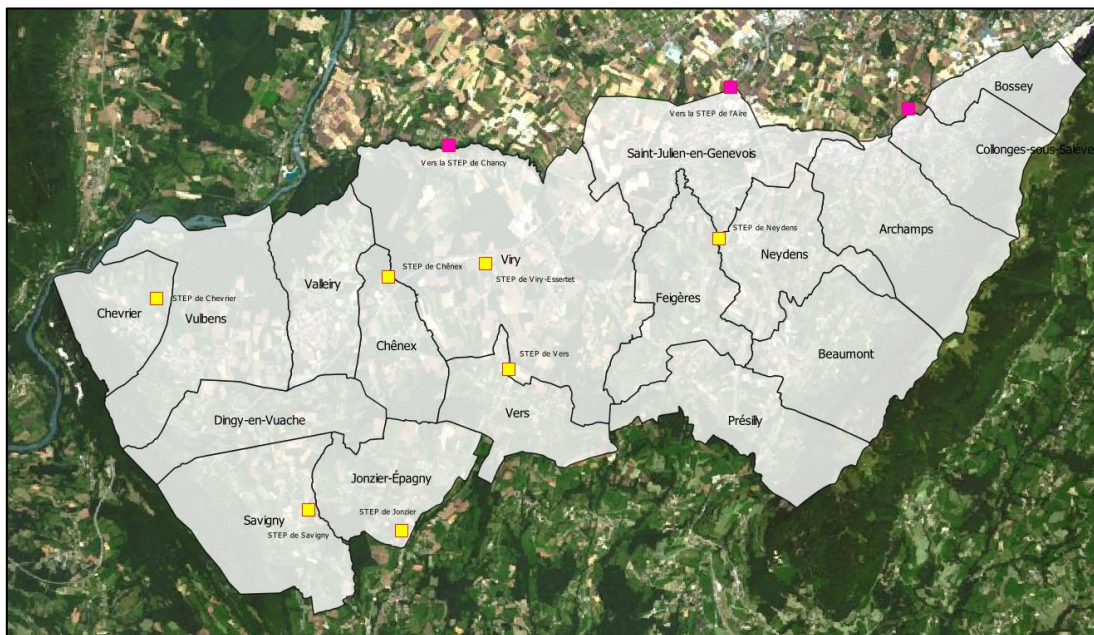 Bossey
Vers la STEP de l'Aire
Collonges-sous-Salève
Saint-Julien-en-Genevois
Vers la STEP de Chancy
Archamps
STEP de Neydens
Neydens
Viry
STEP de Chênex
STEP de Viry-Essertet
Valleiry
Feigères
STEP de Chevrier
Chevrier
Vulbens
Chênex
STEP de Vers
Beaumont
Vers
Dingy-en-Vuache
Présilly
Jonzier-Épagny
STEP de Jonzier
Savigny
STEP de Savigny